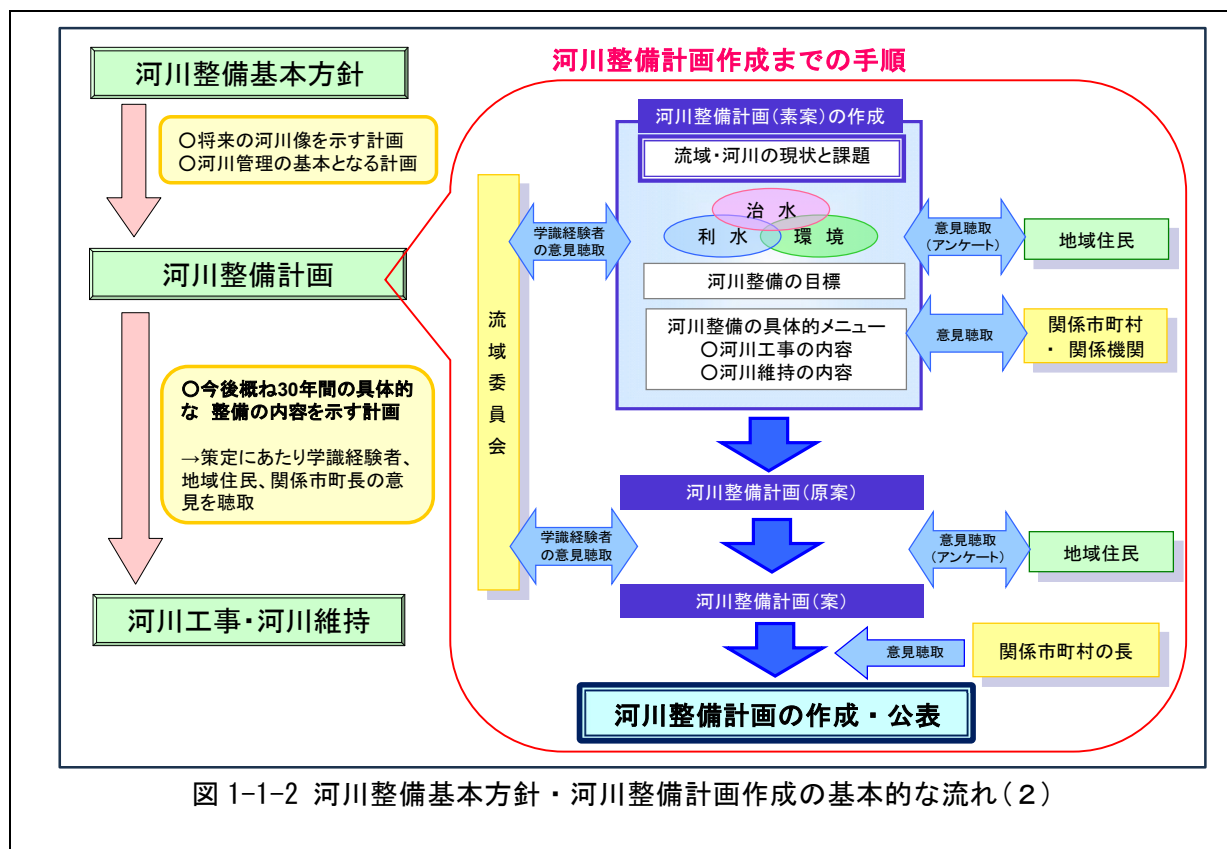 河川整備基本方針
〇将来の河川像を示す計画
〇河川管理の基本となる計画
河川整備計画
〇今後概ね30年間の具体的
な 整備の内容を示す計画
→策定にあたり学識経験者、
地域住民、関係市町長の意
見を聴取
河川工事・河川維持
河川整備計画作成までの手順
河川整備計画(素案)の作成
流域・河川の現状と課題
治 水
利 水
環 境
河川整備の目標
河川整備の具体的メニュー
〇河川工事の内容
〇河川維持の内容
流域委員会
学識経験者
の意見聴取
意見聴取
(アンケート)
地域住民
意見聴取
関係市町村
・ 関係機関
河川整備計画(原案)
学識経験者
の意見聴取
意見聴取
(アンケート)
地域住民
河川整備計画(案)
意見聴取
関係市町村の長
河川整備計画の作成・公表
図 1-1-2 河川整備基本方針・河川整備計画作成の基本的な流れ(2)